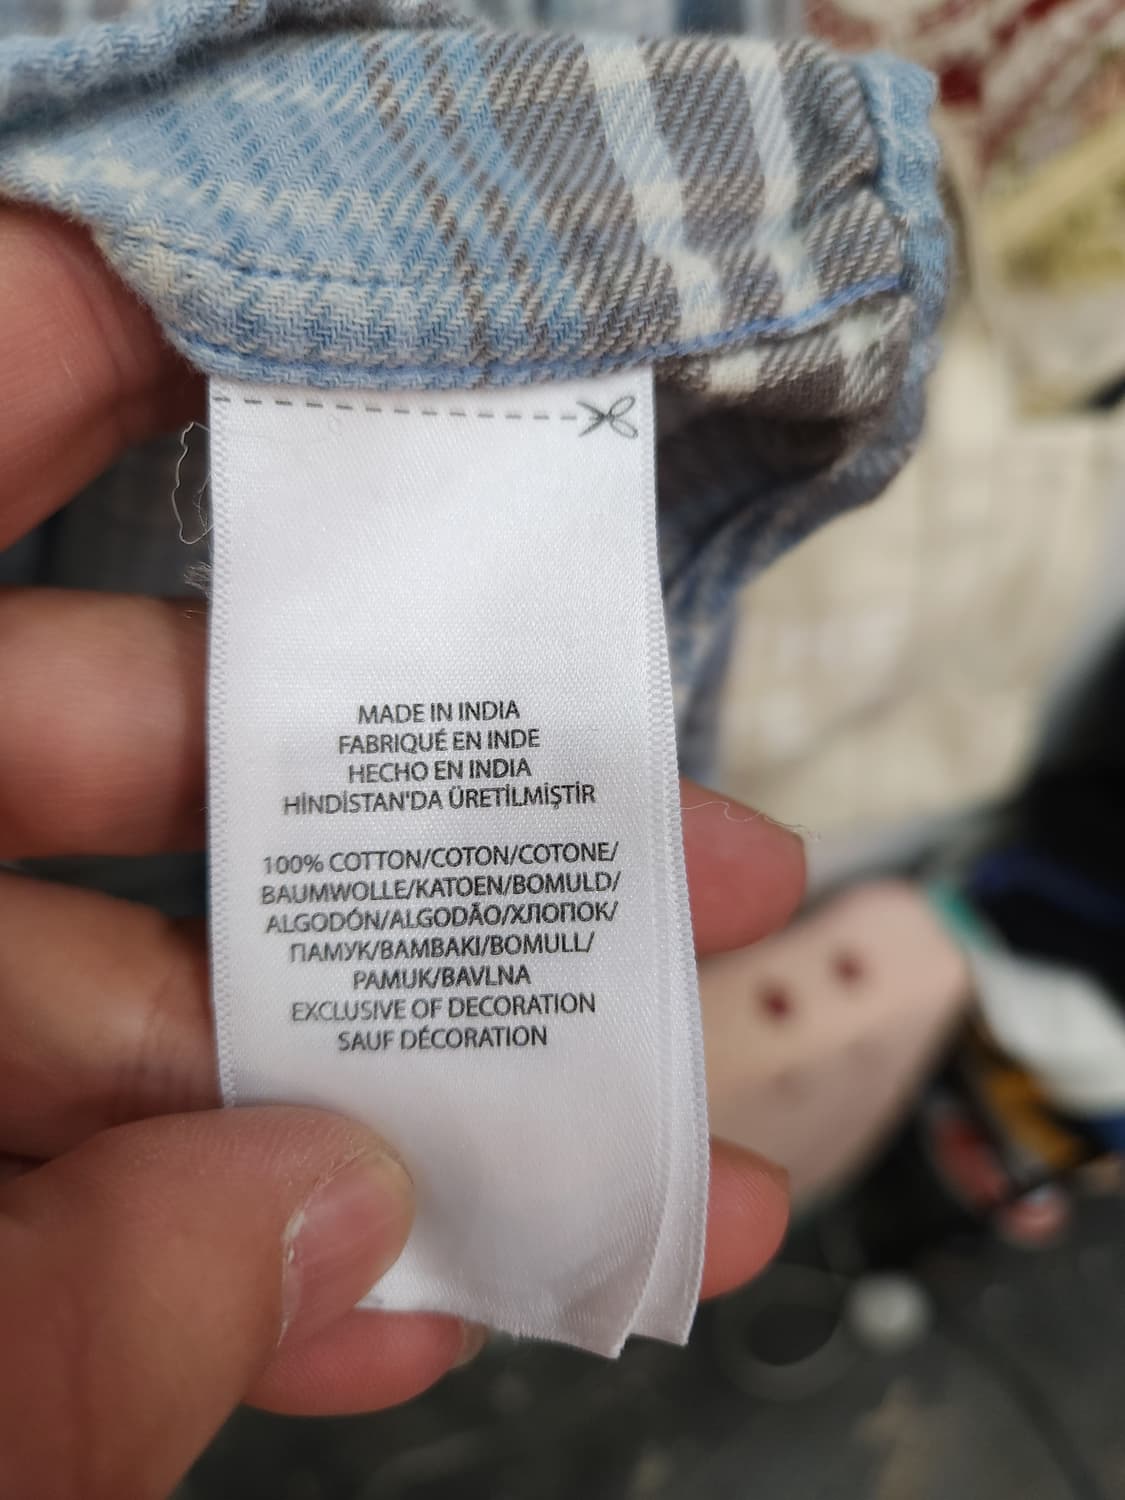 MADE IN INDIA
FABRIQUÉ EN INDE
HECHO EN INDIA
HİNDİSTAN'DA ÜRETİLMİŞTİR
100% COTTON/COTON/COTONE/
BAUMWOLLE/KATOEN/BOMULD/
ALGODÓN/ALGODÃO/ХЛОПОК/
ПАМУК/BAMBAKI/BOMULL/
PAMUK/BAVLNA
EXCLUSIVE OF DECORATION
SAUF DÉCORATION